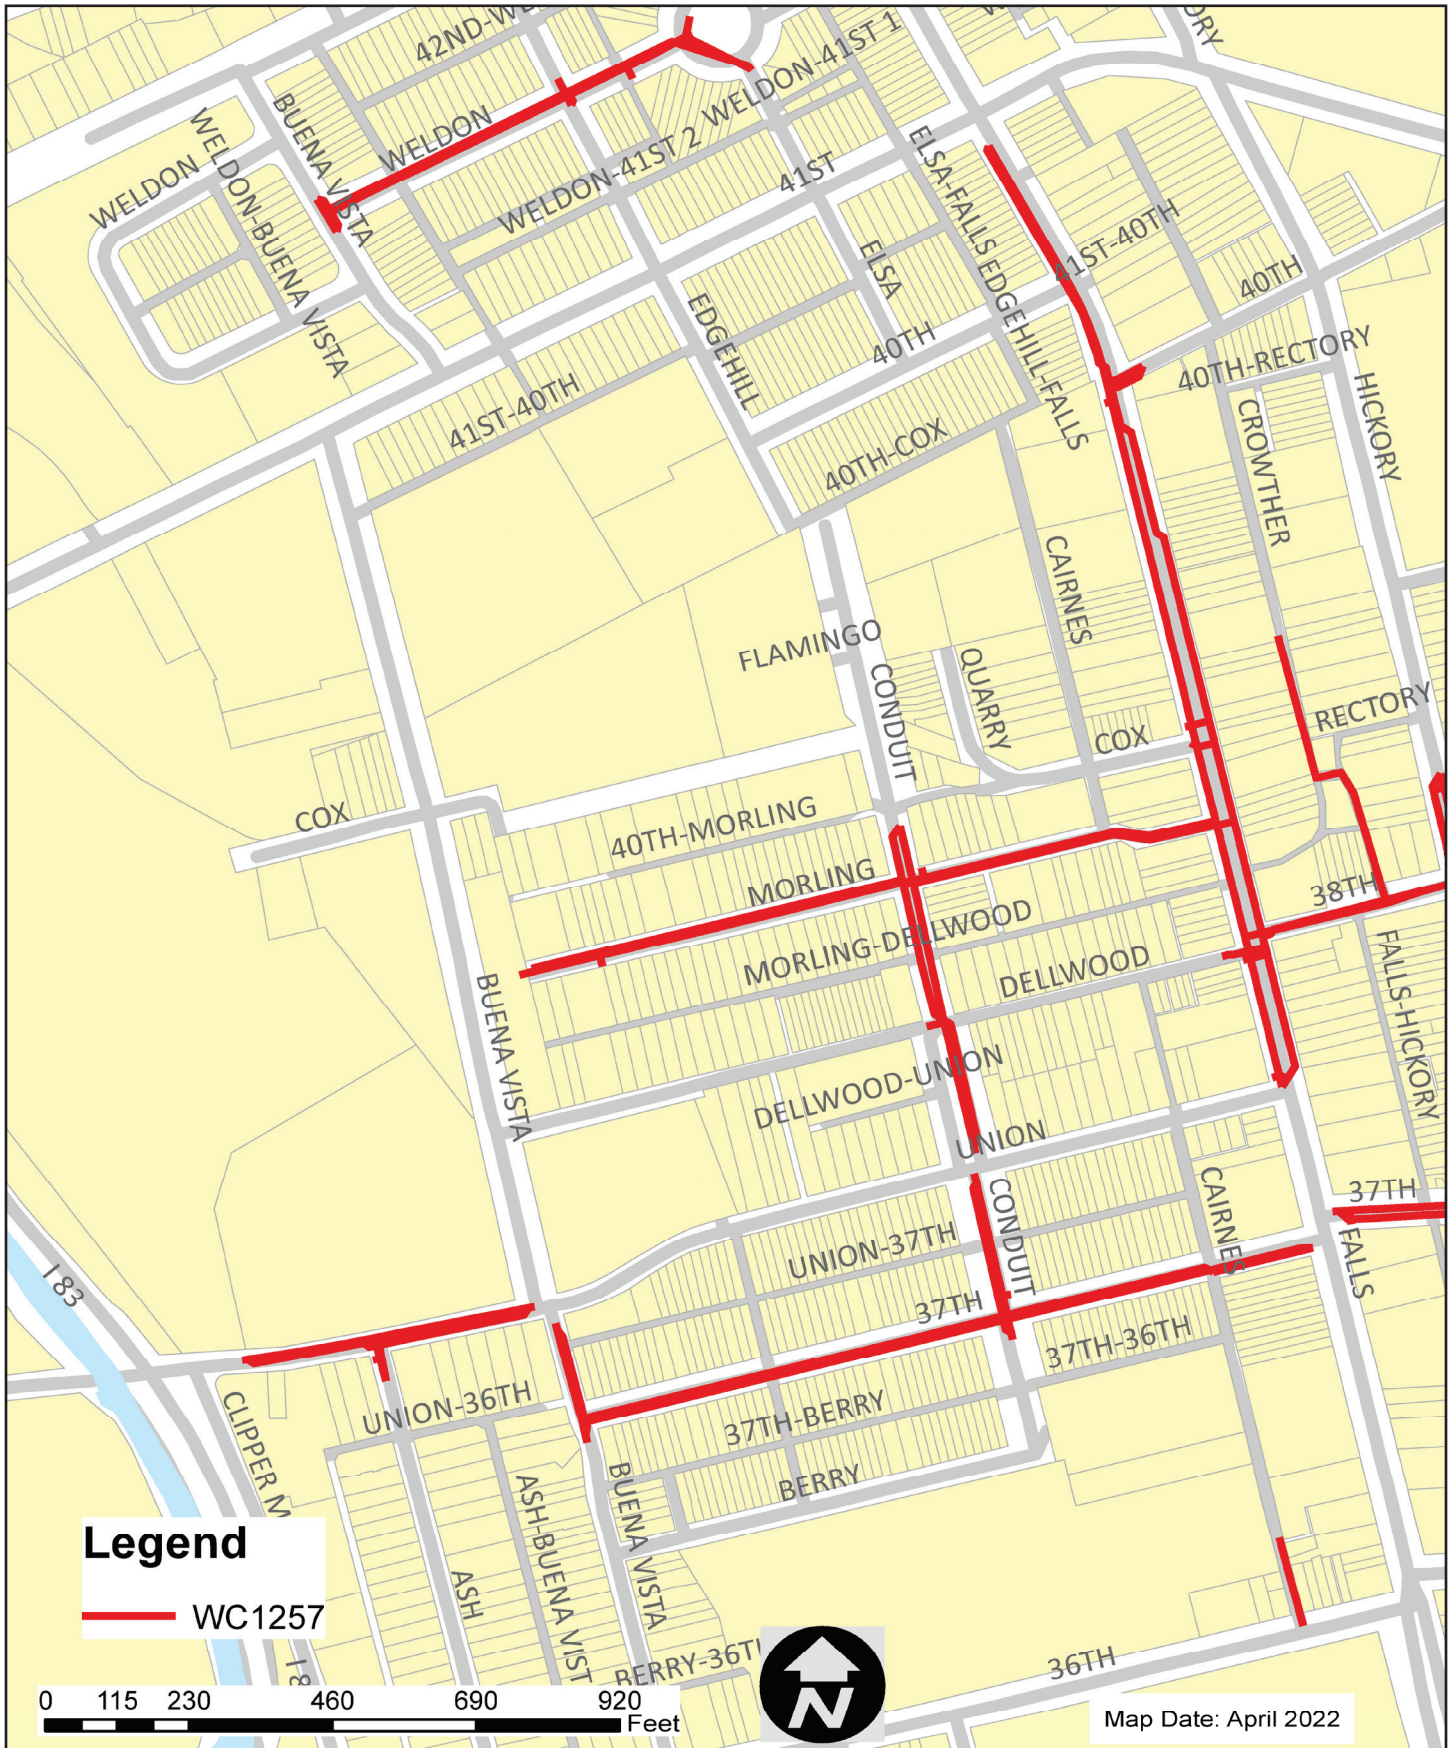 42ND-WE
ORY
WELDON-41ST 1
BUENA VISTA
WELDON
WELDON-41ST 2
41ST
ELSA-FALLS
WELDON
WELDON-BUENA VISTA
ELSA
41ST-40TH
40TH
EDGEHILL
EDGEHILL-FALLS
40TH
40TH-RECTORY
HICKORY
41ST-40TH
40TH-COX
CROWTHER
CAIRNES
FLAMINGO
CONDUIT
QUARRY
RECTORY
COX
COX
40TH-MORLING
MORLING
38TH
MORLING-DELLWOOD
DELLWOOD
FALLS-HICKORY
BUENA VISTA
DELLWOOD-UNION
UNION
CAIRNES
37TH
CONDUIT
UNION-37TH
FALLS
I 83
37TH
37TH-36TH
UNION-36TH
37TH-BERRY
CLIPPER M
BERRY
ASH-BUENA VIST
BUENA VISTA
ASH
Legend
WC1257
I 8
BERRY-36TH
36TH
0 115 230 460 690 920
Feet
N
Map Date: April 2022